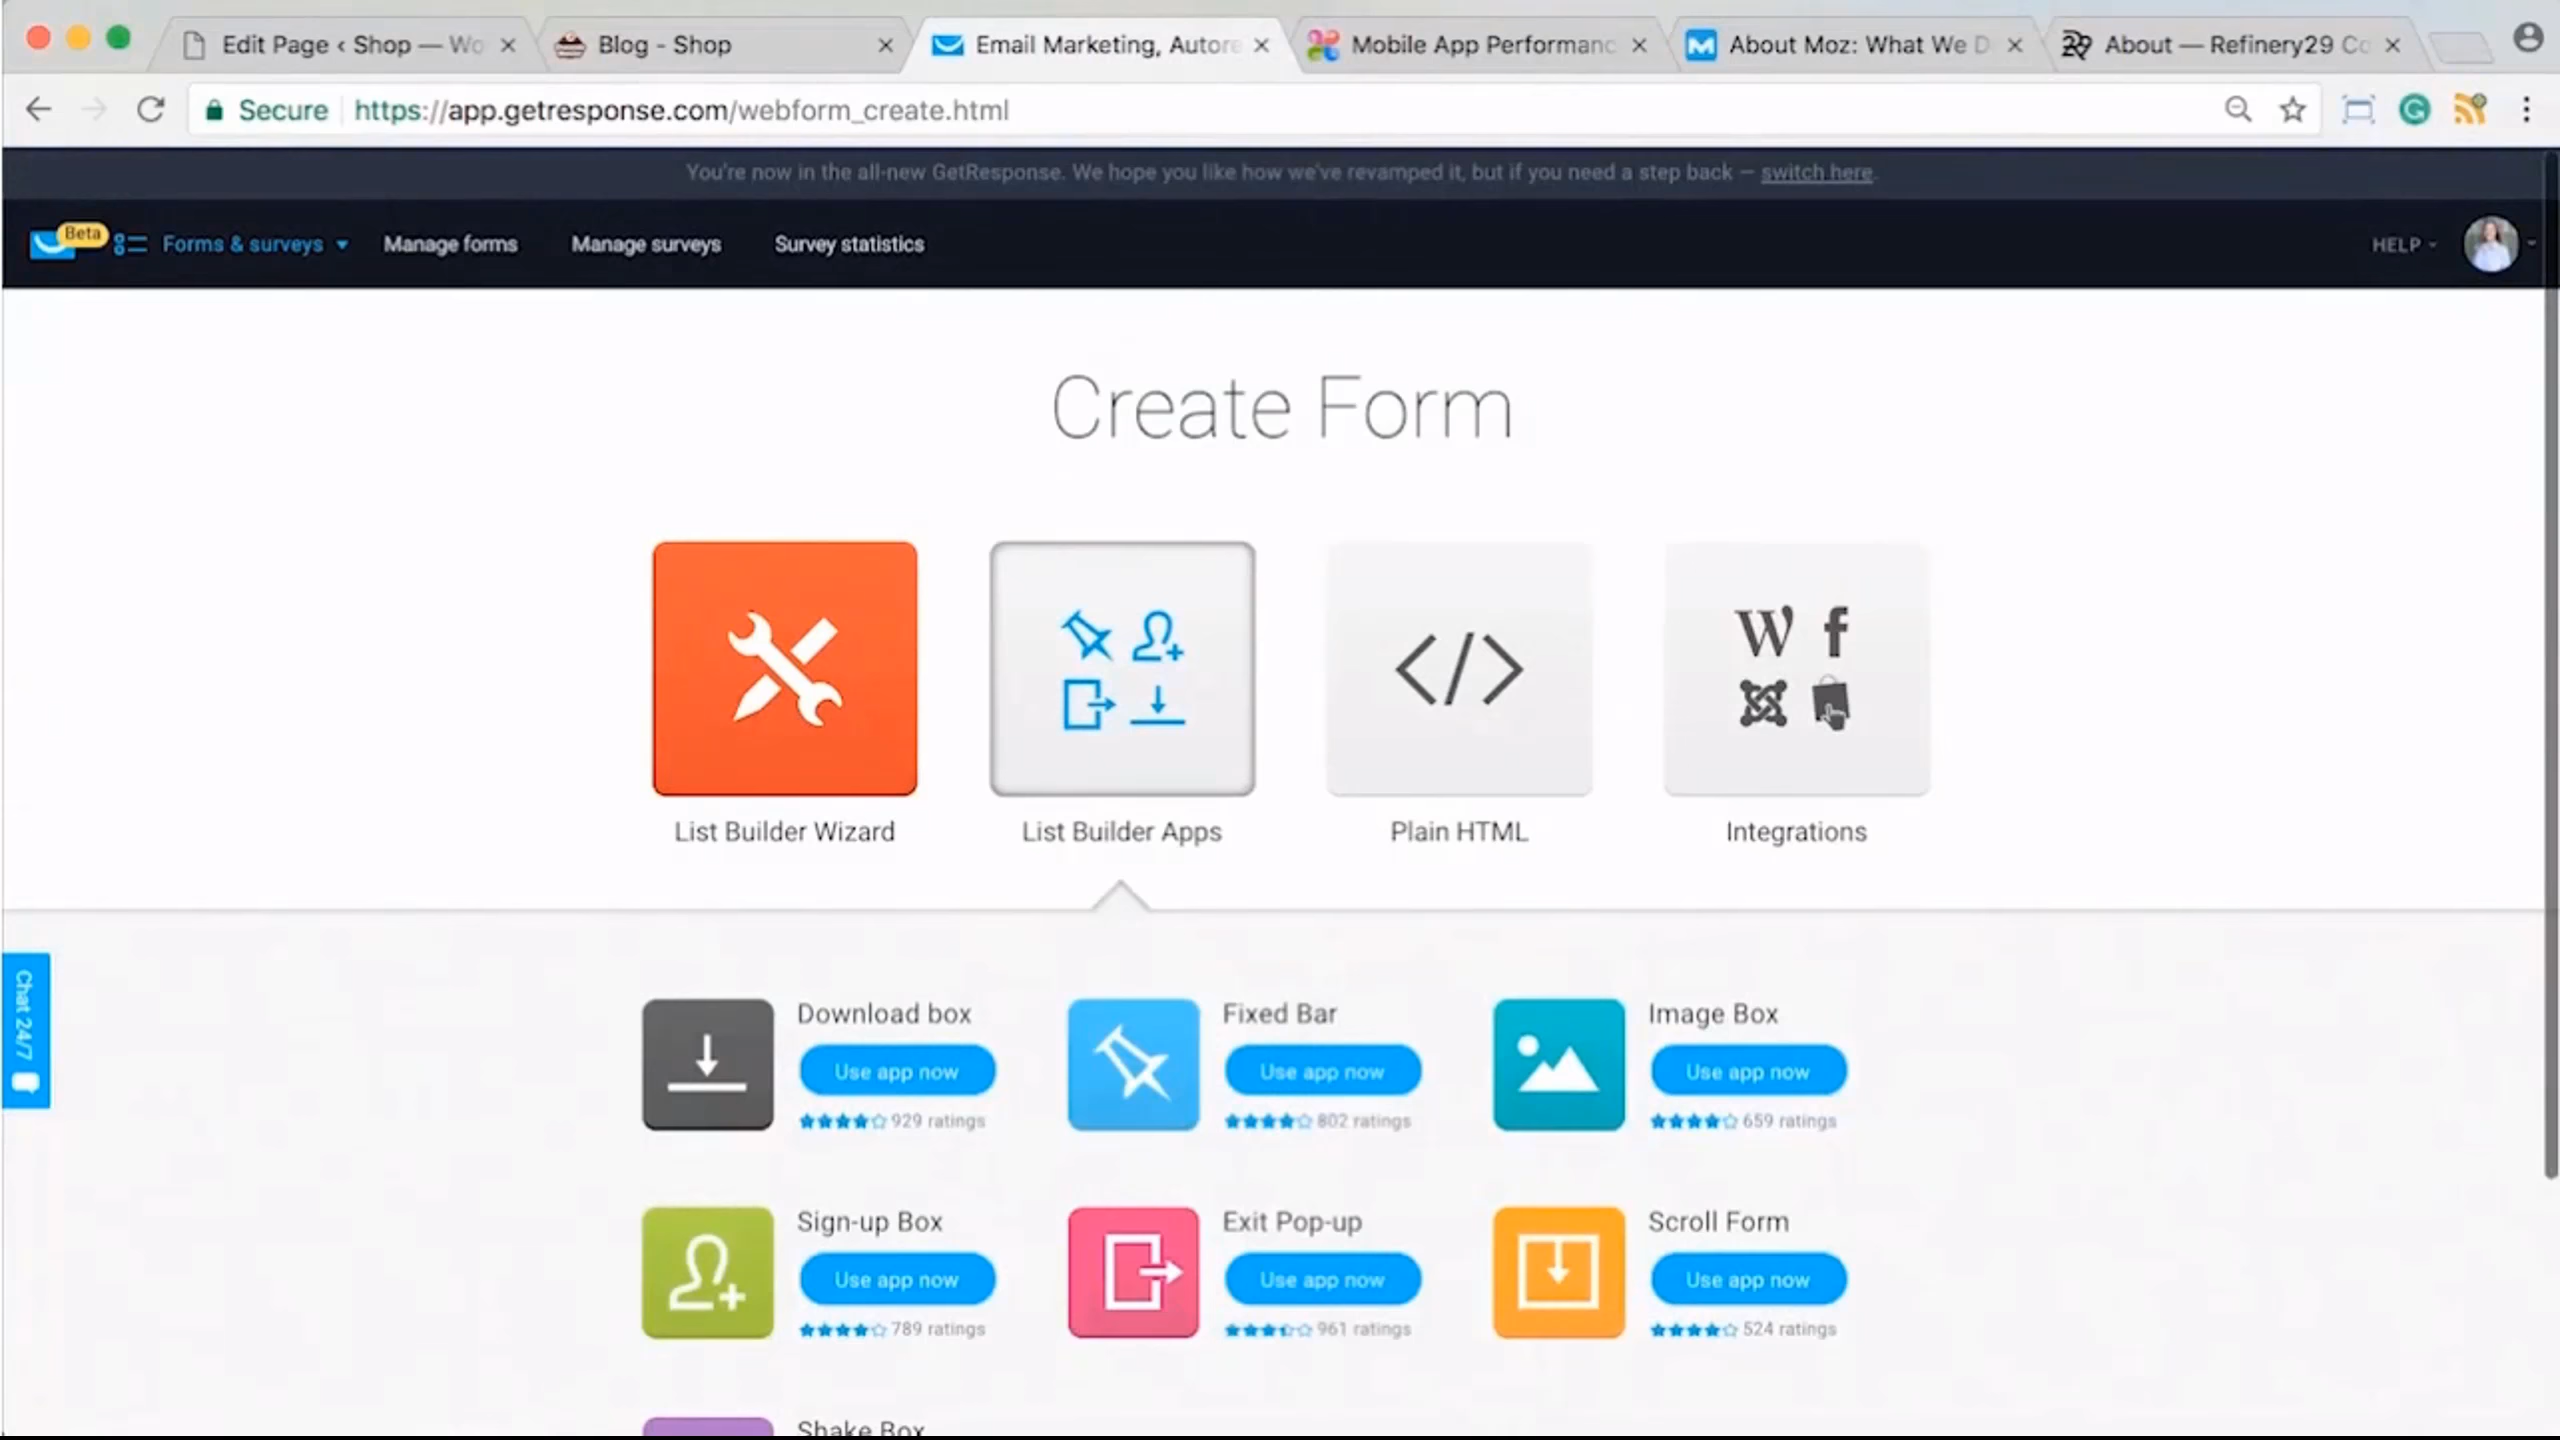 Edit Page ‹ Shop — Wo
Blog - Shop
Email Marketing, Autore
Mobile App Performanc
About Moz: What We D
About — Refinery29 Co
Secure
https://app.getresponse.com/webform_create.html
You're now in the all-new GetResponse. We hope you like how we've revamped it, but if you need a step back — switch here.
Beta
Forms & surveys
Manage forms
Manage surveys
Survey statistics
HELP
Create Form
List Builder Wizard
List Builder Apps
Plain HTML
Integrations
Chat 24/7
Download box
Use app now
929 ratings
Fixed Bar
Use app now
802 ratings
Image Box
Use app now
659 ratings
Sign-up Box
Use app now
789 ratings
Exit Pop-up
Use app now
961 ratings
Scroll Form
Use app now
524 ratings
Shake Box